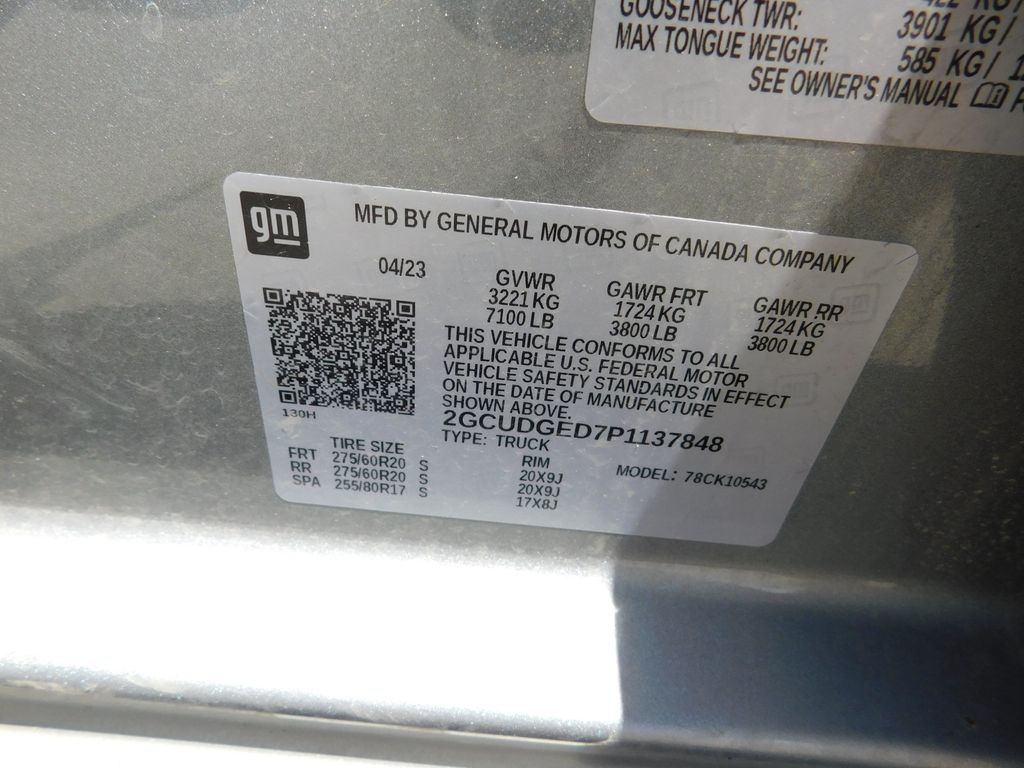 GOOSENECK TWR: 3901 KG/
MAX TONGUE WEIGHT: 585 KG/
SEE OWNER'S MANUAL
gm
MFD BY GENERAL MOTORS OF CANADA COMPANY
04/23
GVWR GAWR FRT GAWR RR
3221 KG 1724 KG 1724 KG
7100 LB 3800 LB 3800 LB
THIS VEHICLE CONFORMS TO ALL
APPLICABLE U.S. FEDERAL MOTOR
VEHICLE SAFETY STANDARDS IN EFFECT
ON THE DATE OF MANUFACTURE
SHOWN ABOVE.
130H
2GCUDGED7P1137848
TYPE: TRUCK
TIRE SIZE RIM MODEL: 78CK10543
FRT 275/60R20 S 20X9J
RR 275/60R20 S 20X9J
SPA 255/80R17 S 17X8J